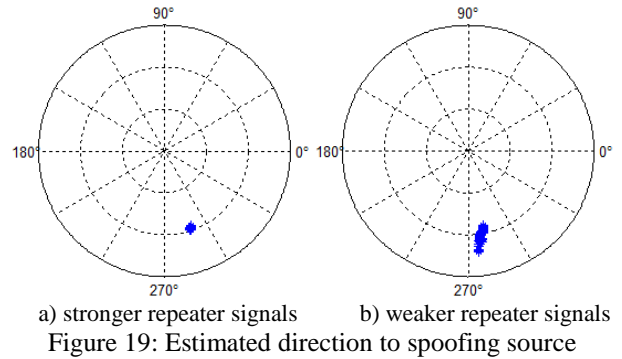 90°
90°
180°
0°
180°
0°
270°
270°
a) stronger repeater signals
b) weaker repeater signals
Figure 19: Estimated direction to spoofing source